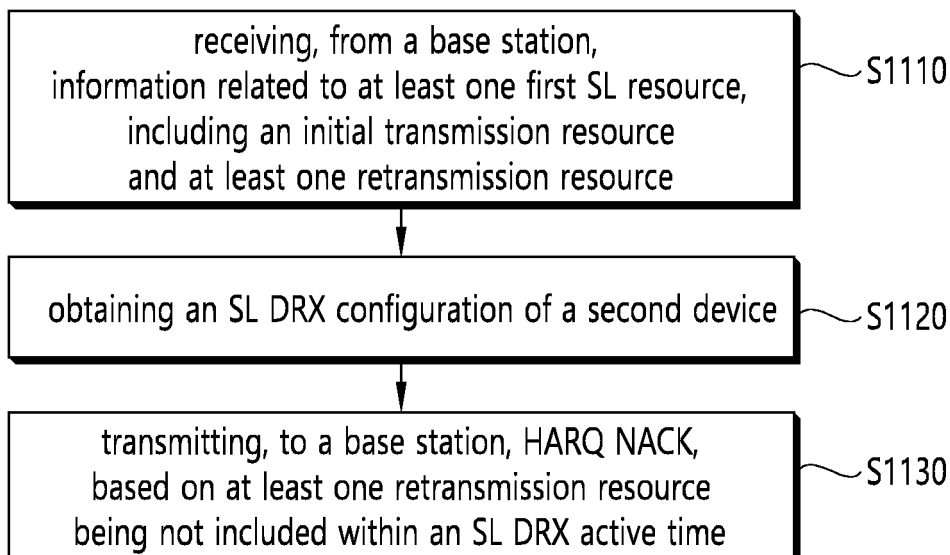 receiving, from a base station,
information related to at least one first SL resource,
including an initial transmission resource
and at least one retransmission resource
S1110
obtaining an SL DRX configuration of a second device
S1120
transmitting, to a base station, HARQ NACK,
based on at least one retransmission resource
being not included within an SL DRX active time
S1130